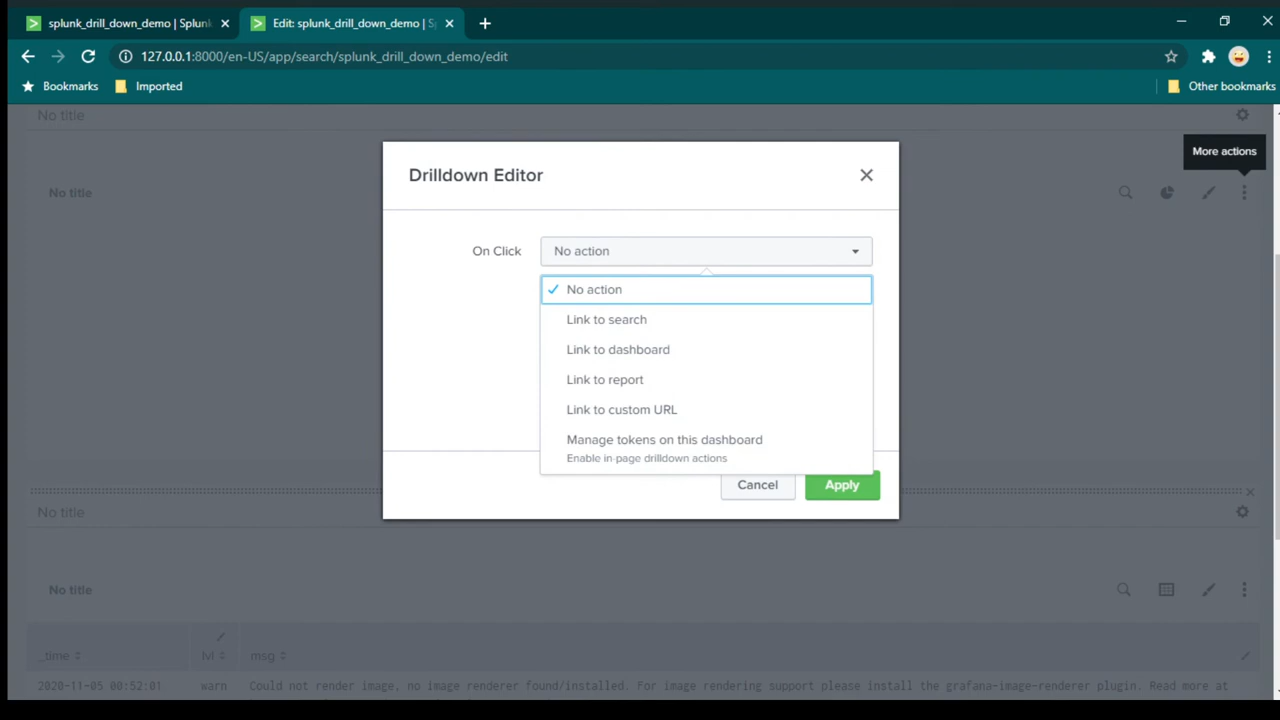 splunk_drill_down_demo | Splunk
Edit: splunk_drill_down_demo | S
127.0.0.1:8000/en-US/app/search/splunk_drill_down_demo/edit
Bookmarks
Imported
Other bookmarks
No title
More actions
No title
Drilldown Editor
On Click
No action
No action
Link to search
Link to dashboard
Link to report
Link to custom URL
Manage tokens on this dashboard
Enable in-page drilldown actions
Cancel
Apply
No title
No title
_time
lvl
msg
2020-11-05 00:52:01 warn Could not render image, no image renderer found/installed. For image rendering support please install the grafana-image-renderer plugin. Read more at